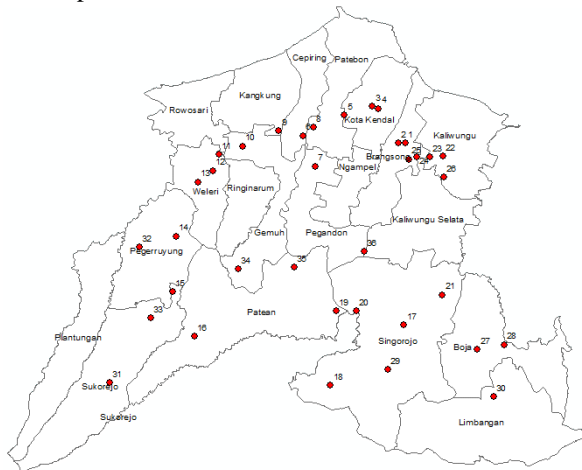 Cepiring
Patebon
Kangkung
Rowosari
3
4
5
Kota Kendal
8
6
9
Kaliwungu
10
2
1
11
Brangsong
25
23
22
24
12
7
Ngampel
26
13
Weleri
Ringinarum
Kaliwungu Selata
14
Gemuh
Pegandon
32
Pegerruyung
36
34
35
15
21
33
Patean
19
20
17
16
Singorojo
Plantungan
Boja
27
28
29
31
18
Sukorejo
30
Sukorejo
Limbangan